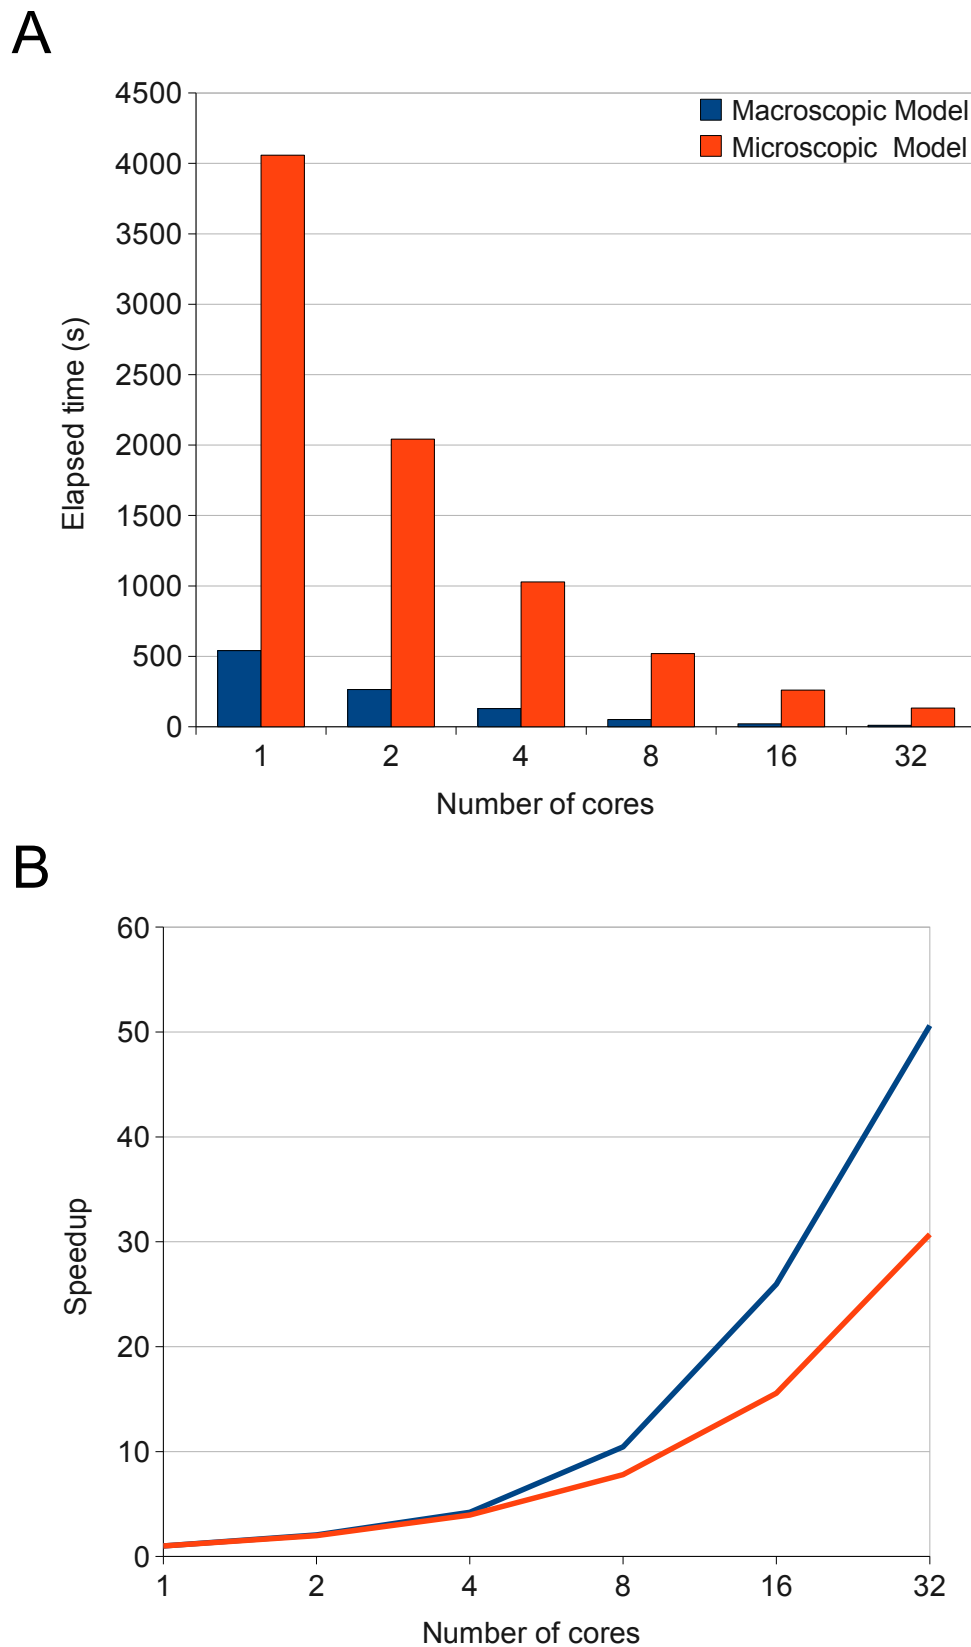 A
4500
4000
3500
3000
2500
2000
1500
1000
500
0
Elapsed time (s)
Macroscopic Model
Microscopic Model
1 2 4 8 16 32
Number of cores
B
60
50
40
30
20
10
0
Speedup
1 2 4 8 16 32
Number of cores